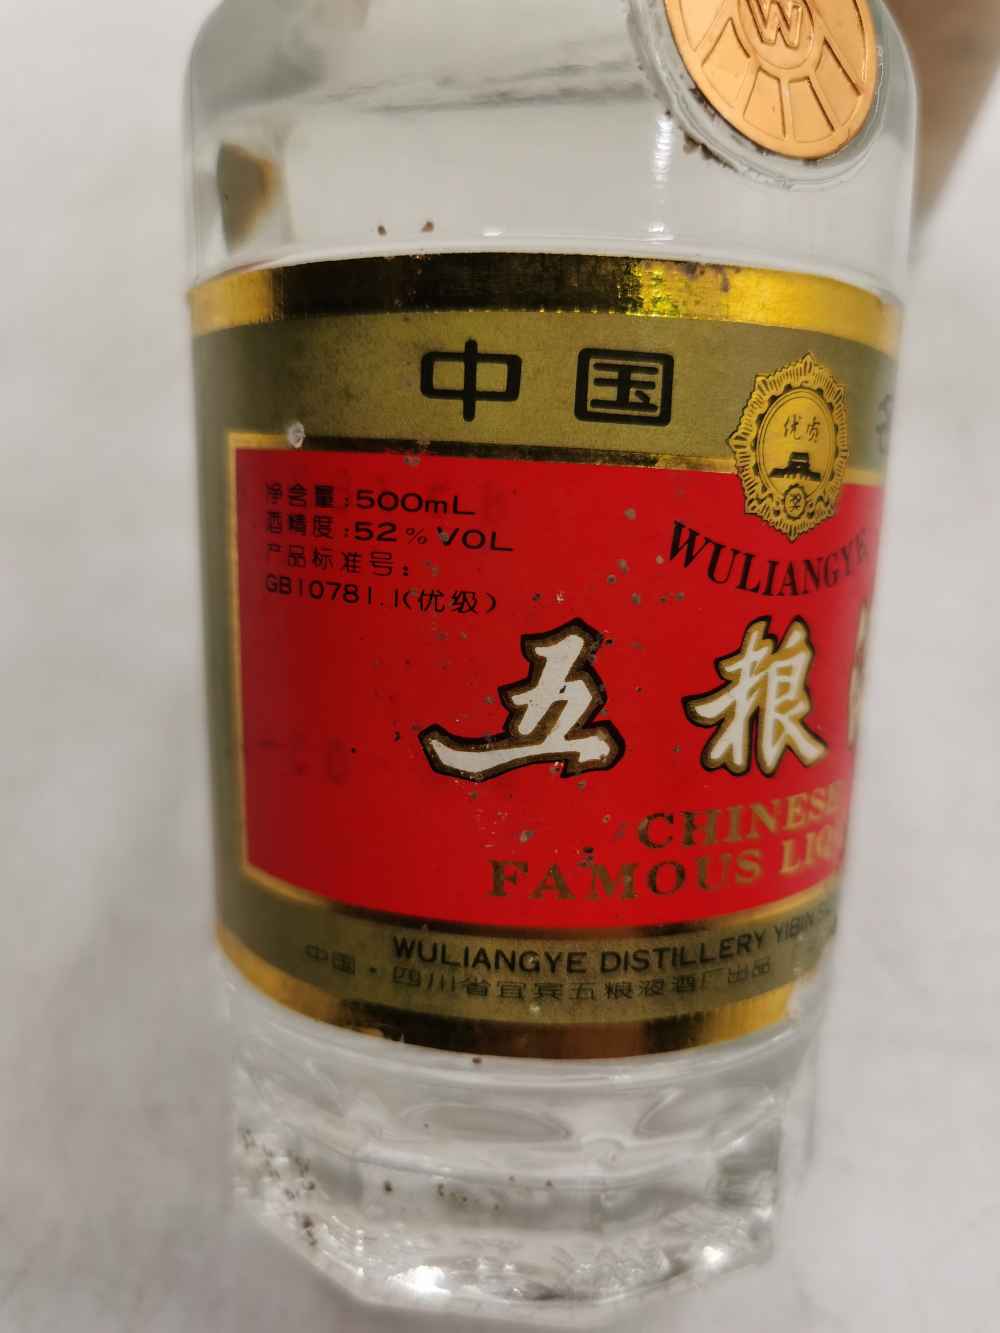 W
中国
优质
奖
净含量:500mL
酒精度:52%VOL
产品标准号:
GB10781.1(优级)
WULIANGYE
五粮
CHINESE
FAMOUS
WULIANGYE DISTILLERY YIBIN
中国·四川省宜宾五粮液酒厂出品